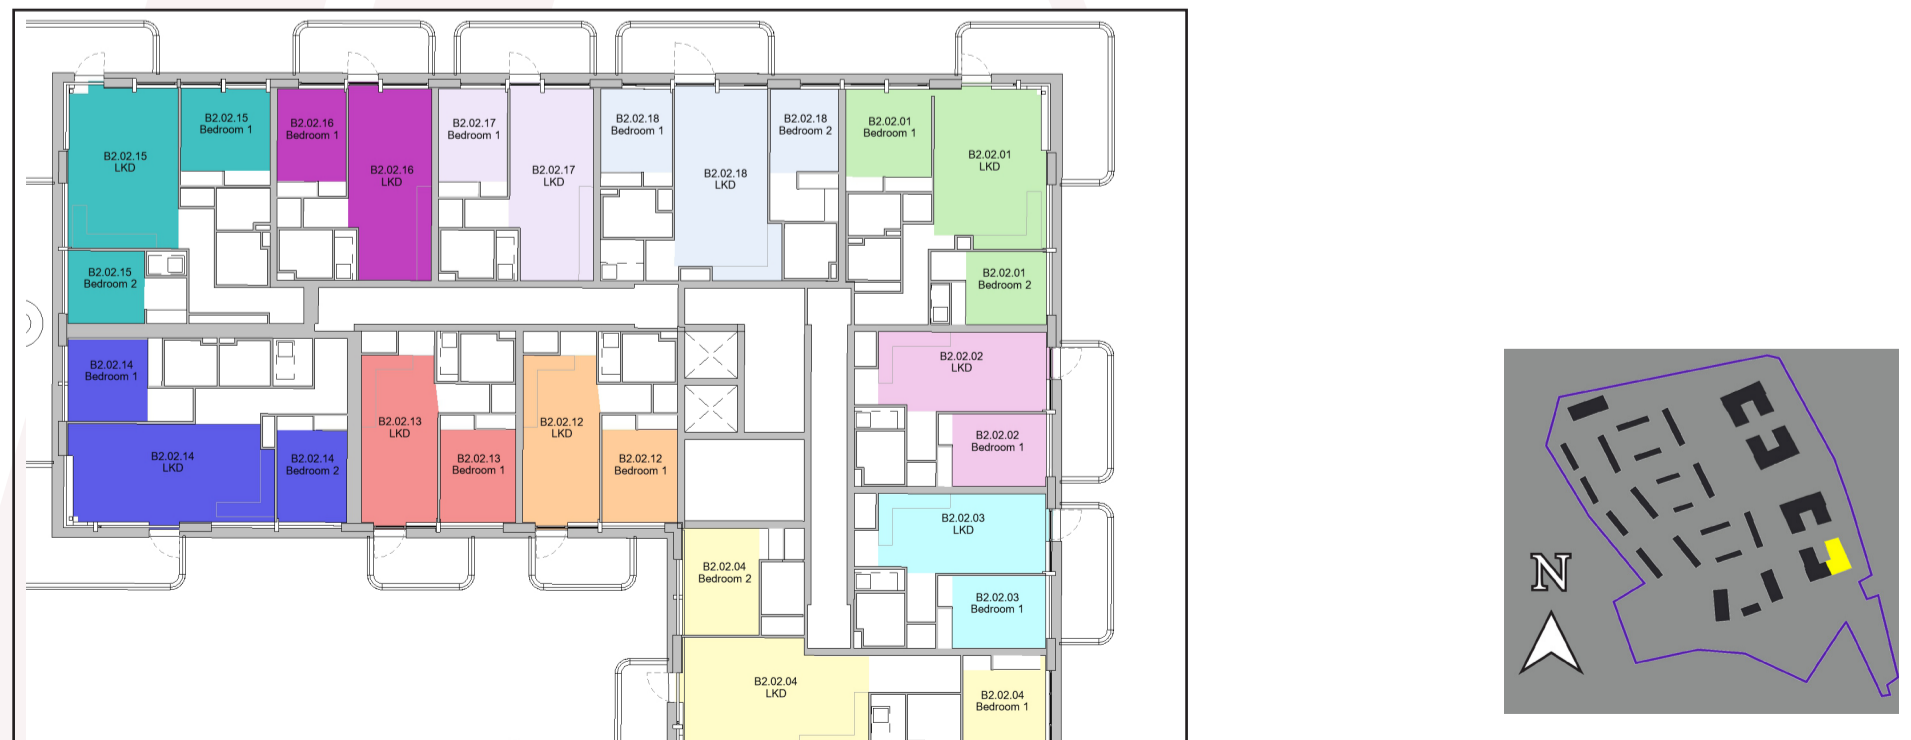 B2.02.15
LKD
B2.02.15
Bedroom 1
B2.02.16
Bedroom 1
B2.02.16
LKD
B2.02.17
Bedroom 1
B2.02.17
LKD
B2.02.18
Bedroom 1
B2.02.18
LKD
B2.02.18
Bedroom 2
B2.02.01
Bedroom 1
B2.02.01
LKD
B2.02.15
Bedroom 2
B2.02.01
Bedroom 2
B2.02.14
Bedroom 1
B2.02.14
LKD
B2.02.14
Bedroom 2
B2.02.13
LKD
B2.02.13
Bedroom 1
B2.02.12
LKD
B2.02.12
Bedroom 1
B2.02.02
LKD
B2.02.02
Bedroom 1
B2.02.03
LKD
B2.02.03
Bedroom 1
B2.02.04
Bedroom 2
B2.02.04
LKD
B2.02.04
Bedroom 1
N